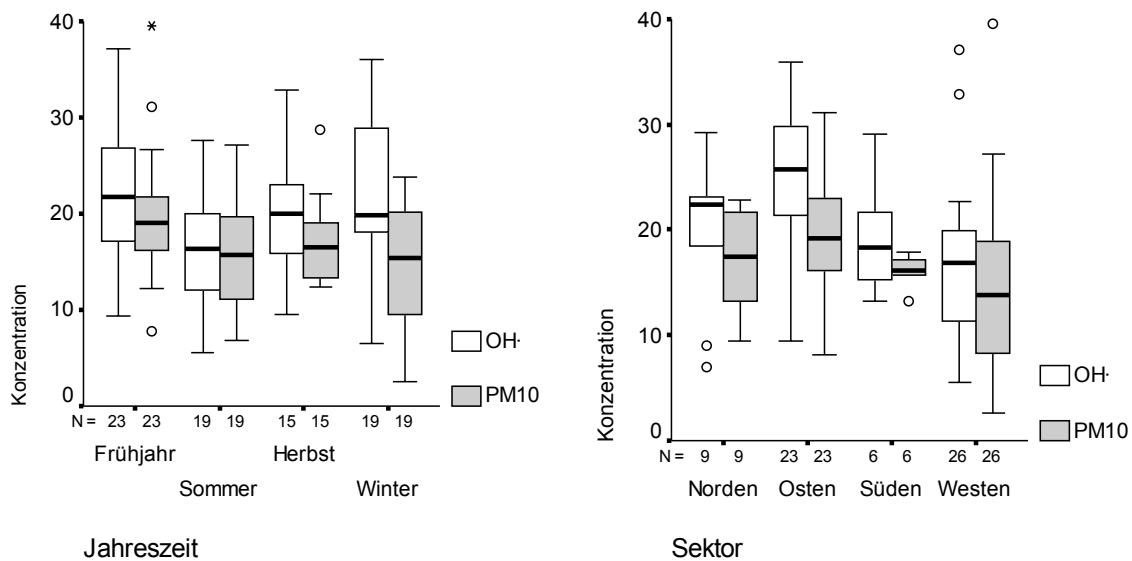 40
30
20
10
0
Konzentration
N = 23 23 19 19 15 15 19 19
Frühjahr
Sommer
Herbst
Winter
Jahreszeit
OH·
PM10
40
30
20
10
0
Konzentration
N = 9 9 23 23 6 6 26 26
Norden Osten Süden Westen
Sektor
OH·
PM10